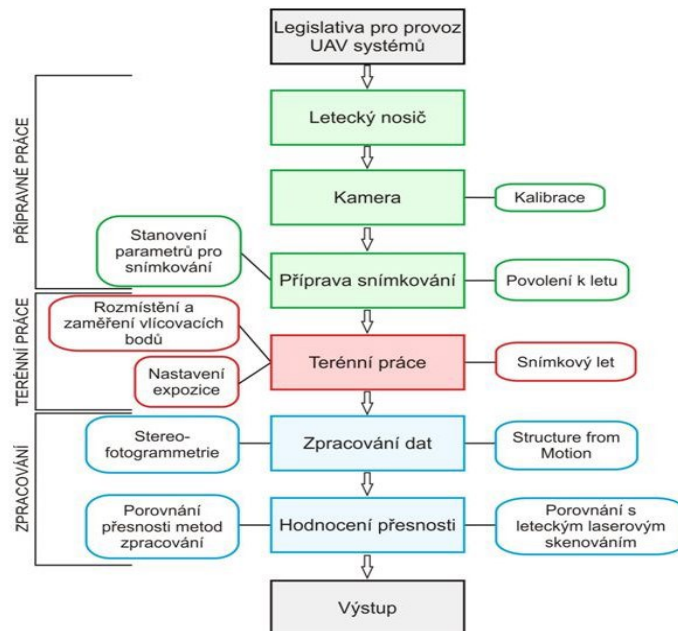 Legislativa pro provoz
UAV systémů
PŘÍPRAVNÉ PRÁCE
Letecký nosič
Kamera
Kalibrace
Stanovení
parametrů pro
snímkování
Příprava snímkování
Povolení k letu
TERÉNNÍ PRÁCE
Rozmístění a
zaměření vlícovacích
bodů
Nastavení
expozice
Terénní práce
Snímkový let
ZPRACOVÁNÍ
Stereo-
fotogrammetrie
Zpracování dat
Structure from
Motion
Porovnání
přesnosti metod
zpracování
Hodnocení přesnosti
Porovnání s
leteckým laserovým
skenováním
Výstup